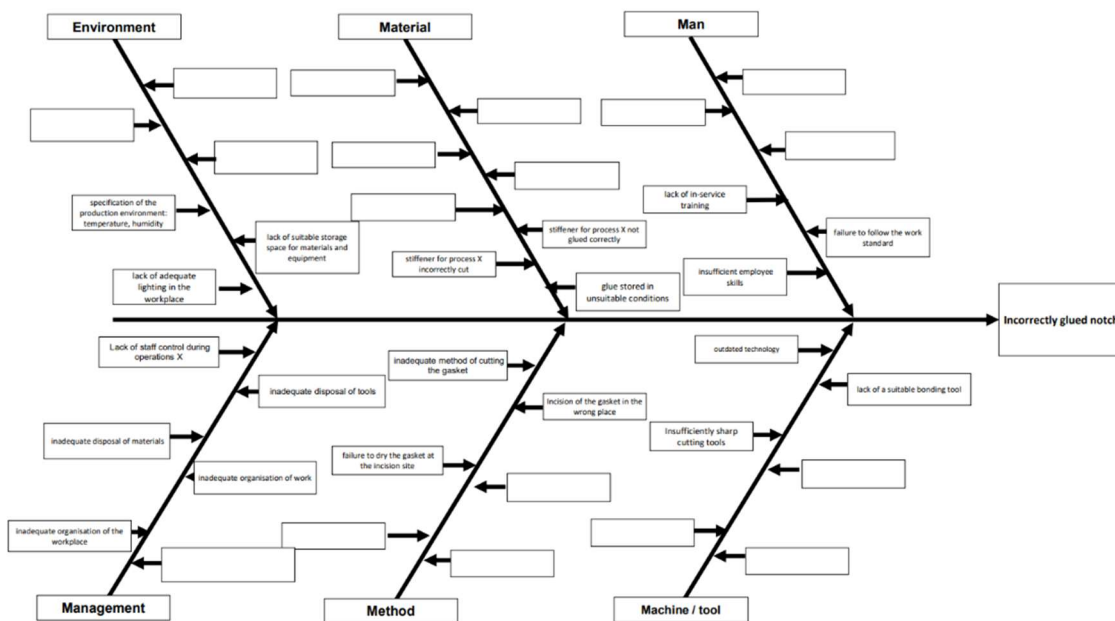 Environment
Material
Man
specification of the
production environment:
temperature, humidity
lack of suitable storage
space for materials and
equipment
lack of adequate
lighting in the
workplace
stiffener for process X not
glued correctly
stiffener for process X
incorrectly cut
glue stored in
unsuitable conditions
lack of in-service
training
failure to follow the work
standard
insufficient employee
skills
Incorrectly glued notch
Lack of staff control during
operations X
inadequate disposal of tools
inadequate disposal of materials
inadequate organisation of work
inadequate organisation of the
workplace
inadequate method of cutting
the gasket
Incision of the gasket in the
wrong place
failure to dry the gasket at
the incision site
outdated technology
lack of a suitable bonding tool
Insufficiently sharp
cutting tools
Management
Method
Machine / tool